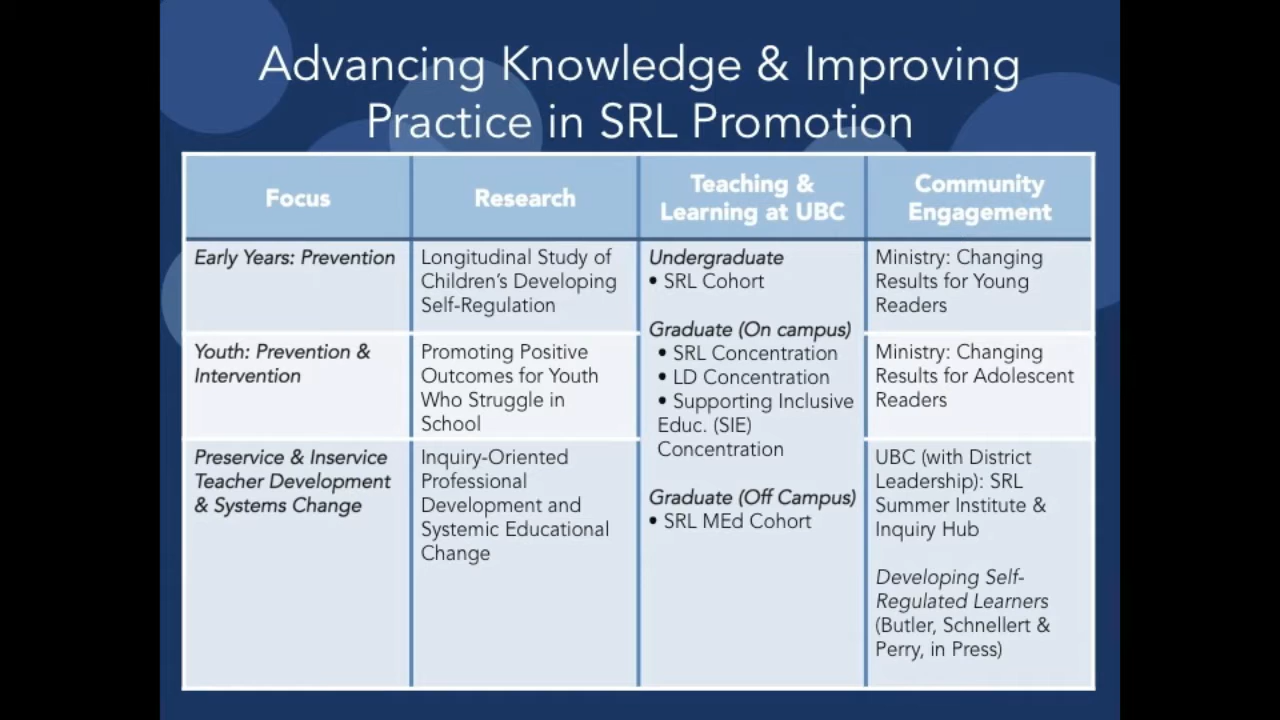 Advancing Knowledge & Improving
Practice in SRL Promotion
Focus
Research
Teaching &
Learning at UBC
Community
Engagement
Early Years: Prevention
Longitudinal Study of
Children's Developing
Self-Regulation
Undergraduate
• SRL Cohort
Graduate (On campus)
• SRL Concentration
• LD Concentration
• Supporting Inclusive
Educ. (SIE)
Concentration
Graduate (Off Campus)
• SRL MEd Cohort
Ministry: Changing
Results for Young
Readers
Youth: Prevention &
Intervention
Promoting Positive
Outcomes for Youth
Who Struggle in
School
Ministry: Changing
Results for Adolescent
Readers
Preservice & Inservice
Teacher Development
& Systems Change
Inquiry-Oriented
Professional
Development and
Systemic Educational
Change
UBC (with District
Leadership): SRL
Summer Institute &
Inquiry Hub
Developing Self-
Regulated Learners
(Butler, Schnellert &
Perry, in Press)